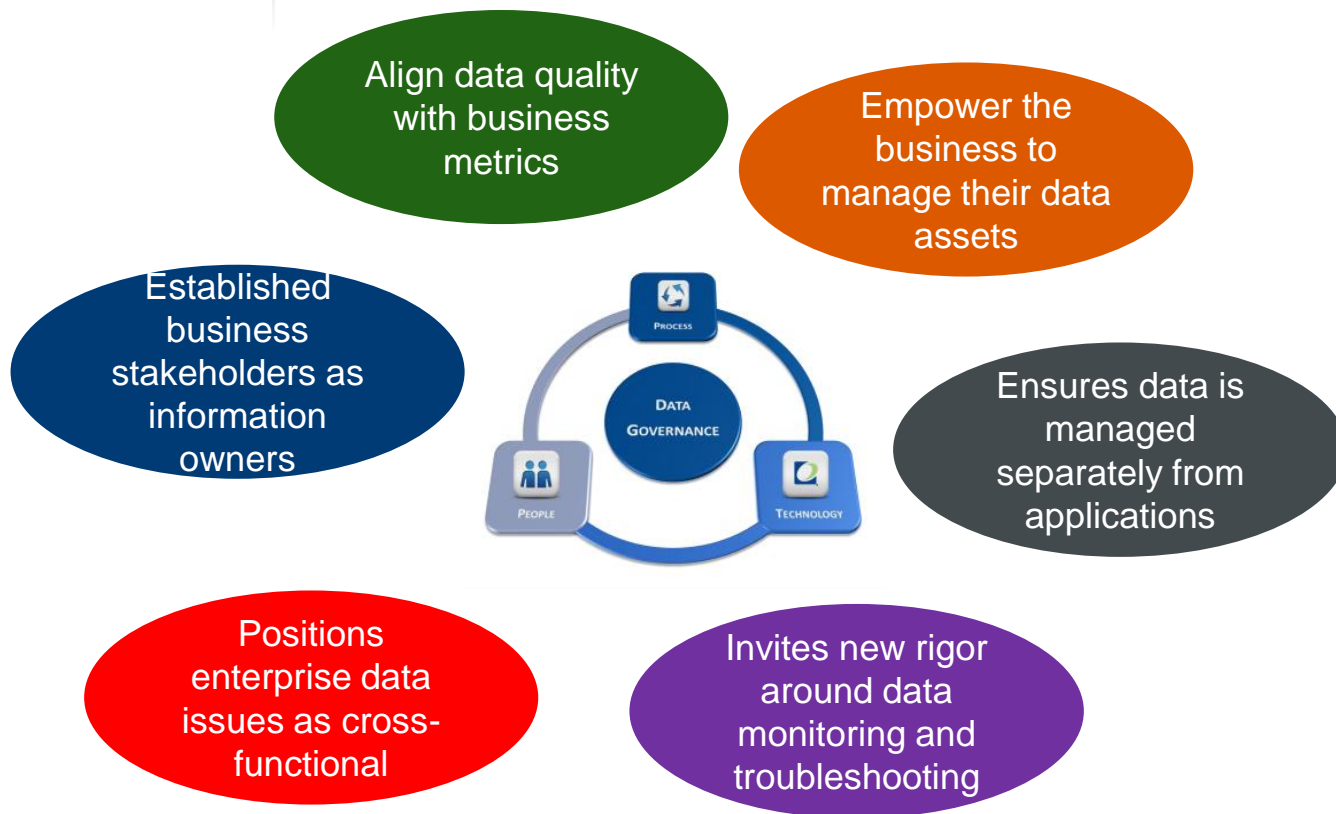 Align data quality
with business
metrics
Empower the
business to
manage their data
assets
Established
business
stakeholders as
information
owners
PROCESS
DATA
GOVERNANCE
PEOPLE
TECHNOLOGY
Ensures data is
managed
separately from
applications
Positions
enterprise data
issues as cross-
functional
Invites new rigor
around data
monitoring and
troubleshooting